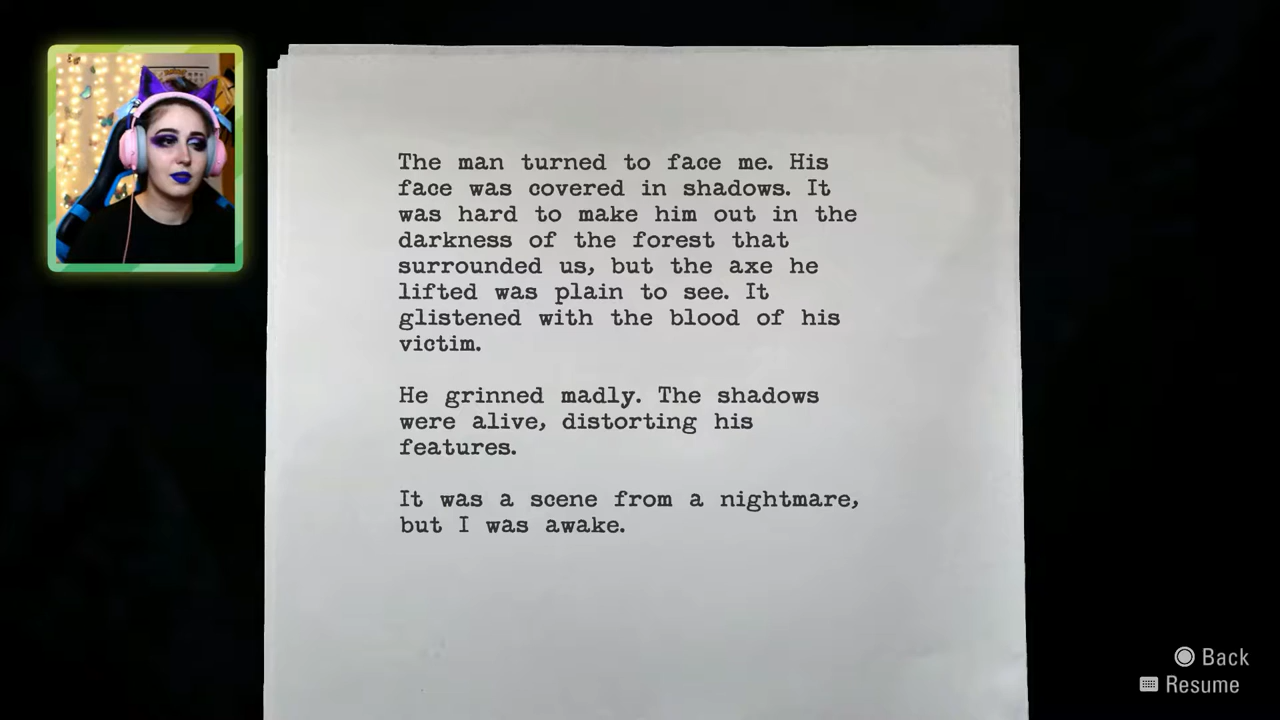 The man turned to face me. His
face was covered in shadows. It
was hard to make him out in the
darkness of the forest that
surrounded us, but the axe he
lifted was plain to see. It
glistened with the blood of his
victim.
He grinned madly. The shadows
were alive, distorting his
features.
It was a scene from a nightmare,
but I was awake.
Back
Resume